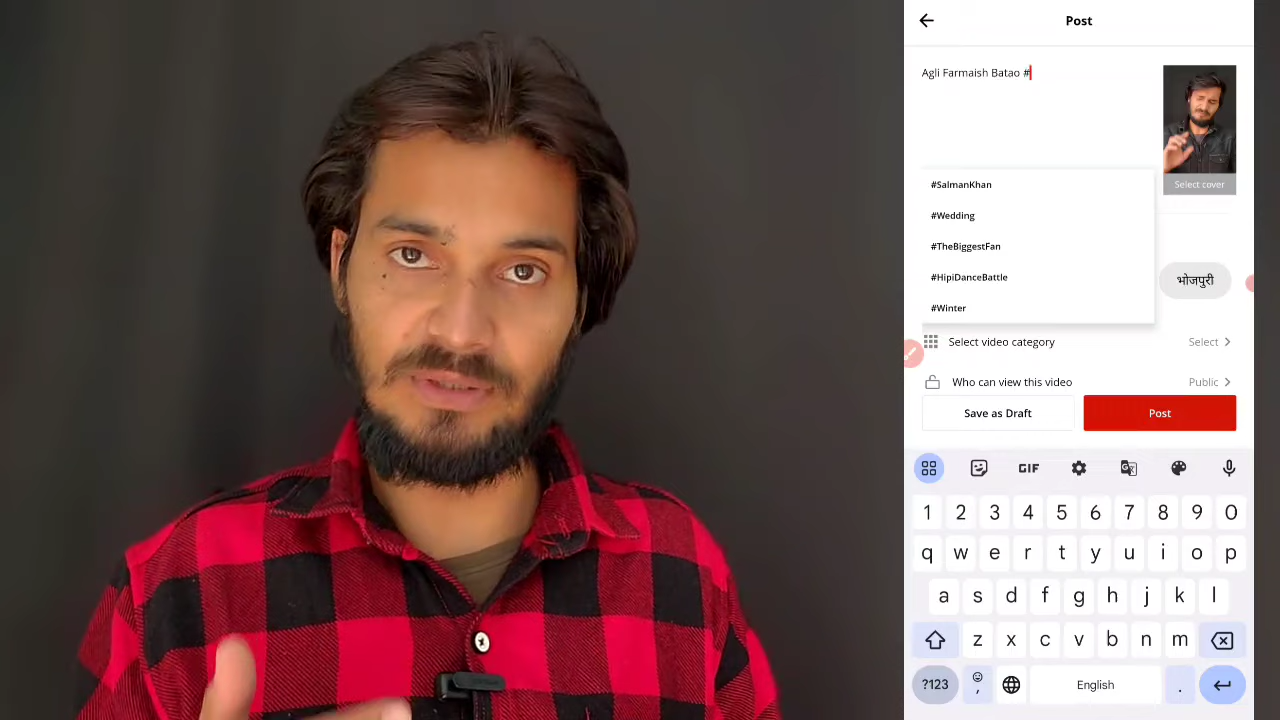 Post
Agli Farmaish Batao #
Select cover
#SalmanKhan
#Wedding
#TheBiggestFan
#HipiDanceBattle
#Winter
भोजपुरी
Select video category
Select
Who can view this video
Public
Save as Draft
Post
GIF
1 2 3 4 5 6 7 8 9 0
q w e r t y u i o p
a s d f g h j k l
z x c v b n m
?123 , English .